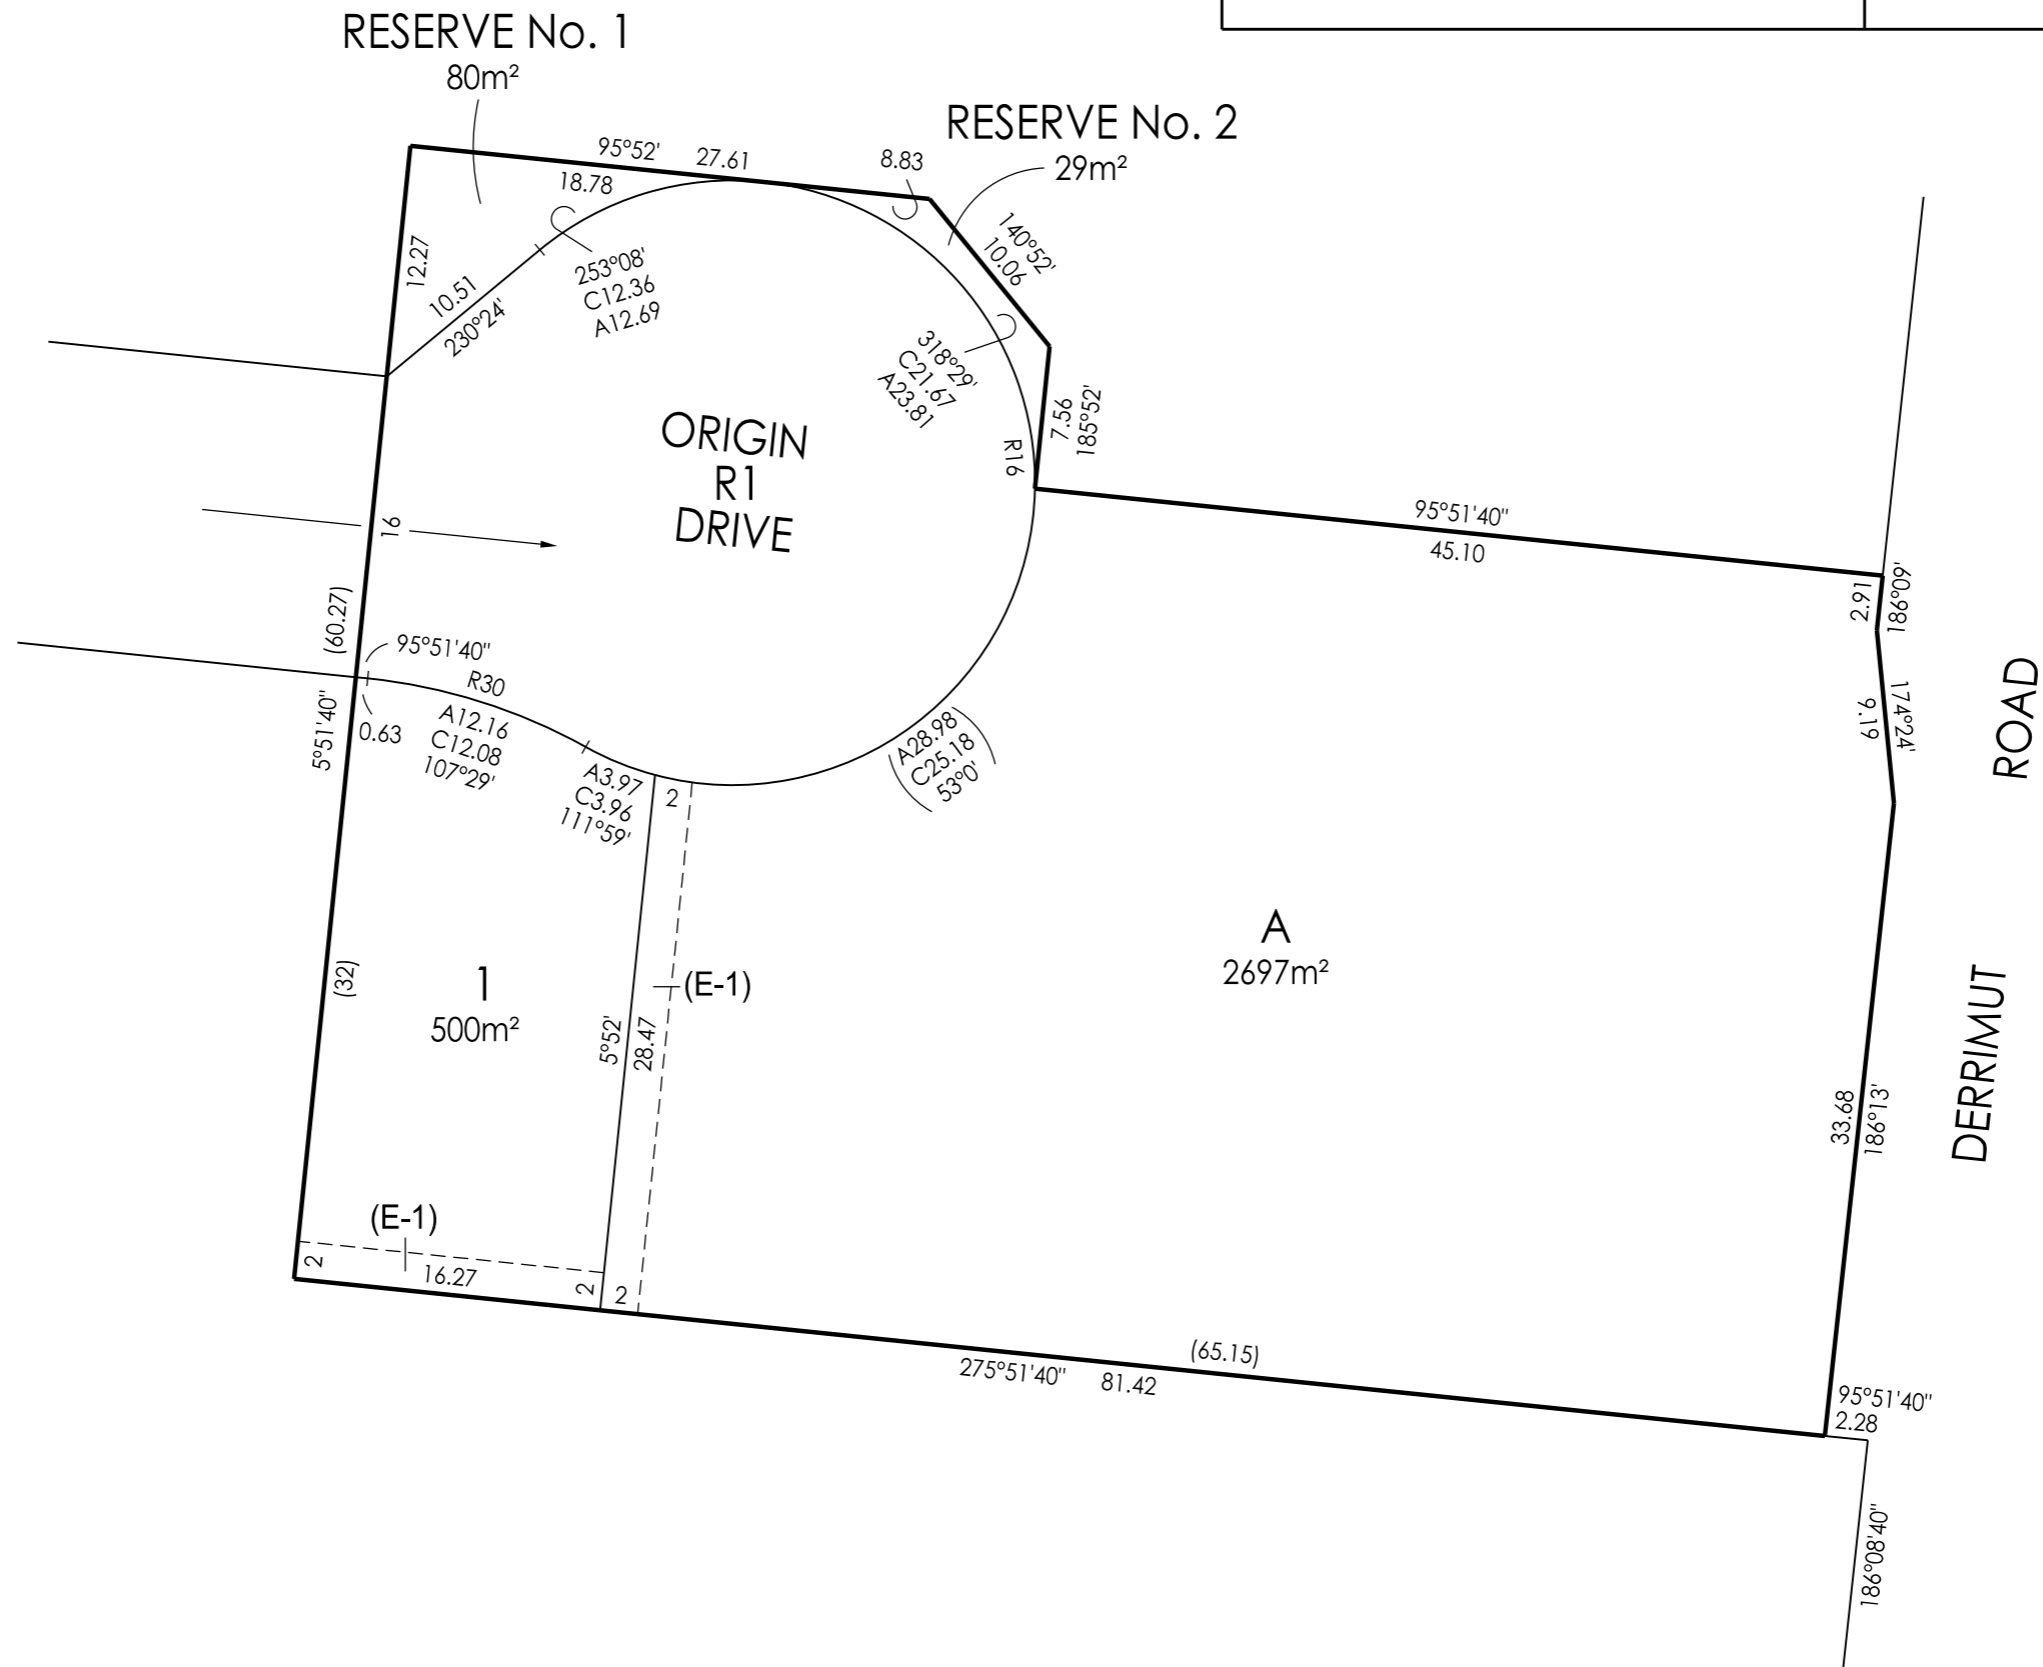 RESERVE No. 1
80m²
RESERVE No. 2
29m²
95°52' 27.61
18.78
8.83
12.27
10.51
230°24'
253°08'
C12.36
A12.69
140°52'
10.06
318°29'
C21.67
A23.81
7.56
185°52'
R16
ORIGIN
R1
DRIVE
16
95°51'40"
45.10
2.91
186°09'
174°24'
9.19
ROAD
DERRIMUT
(60.27)
5°51'40"
95°51'40"
0.63
R30
A12.16
C12.08
107°29'
A3.97
C3.96
111°59'
2
A28.98
C25.18
53°0'
A
2697m²
(32)
1
500m²
5°52'
28.47
(E-1)
33.68
186°13'
(E-1)
2
16.27
2
2
(65.15)
275°51'40" 81.42
95°51'40"
2.28
186°08'40"